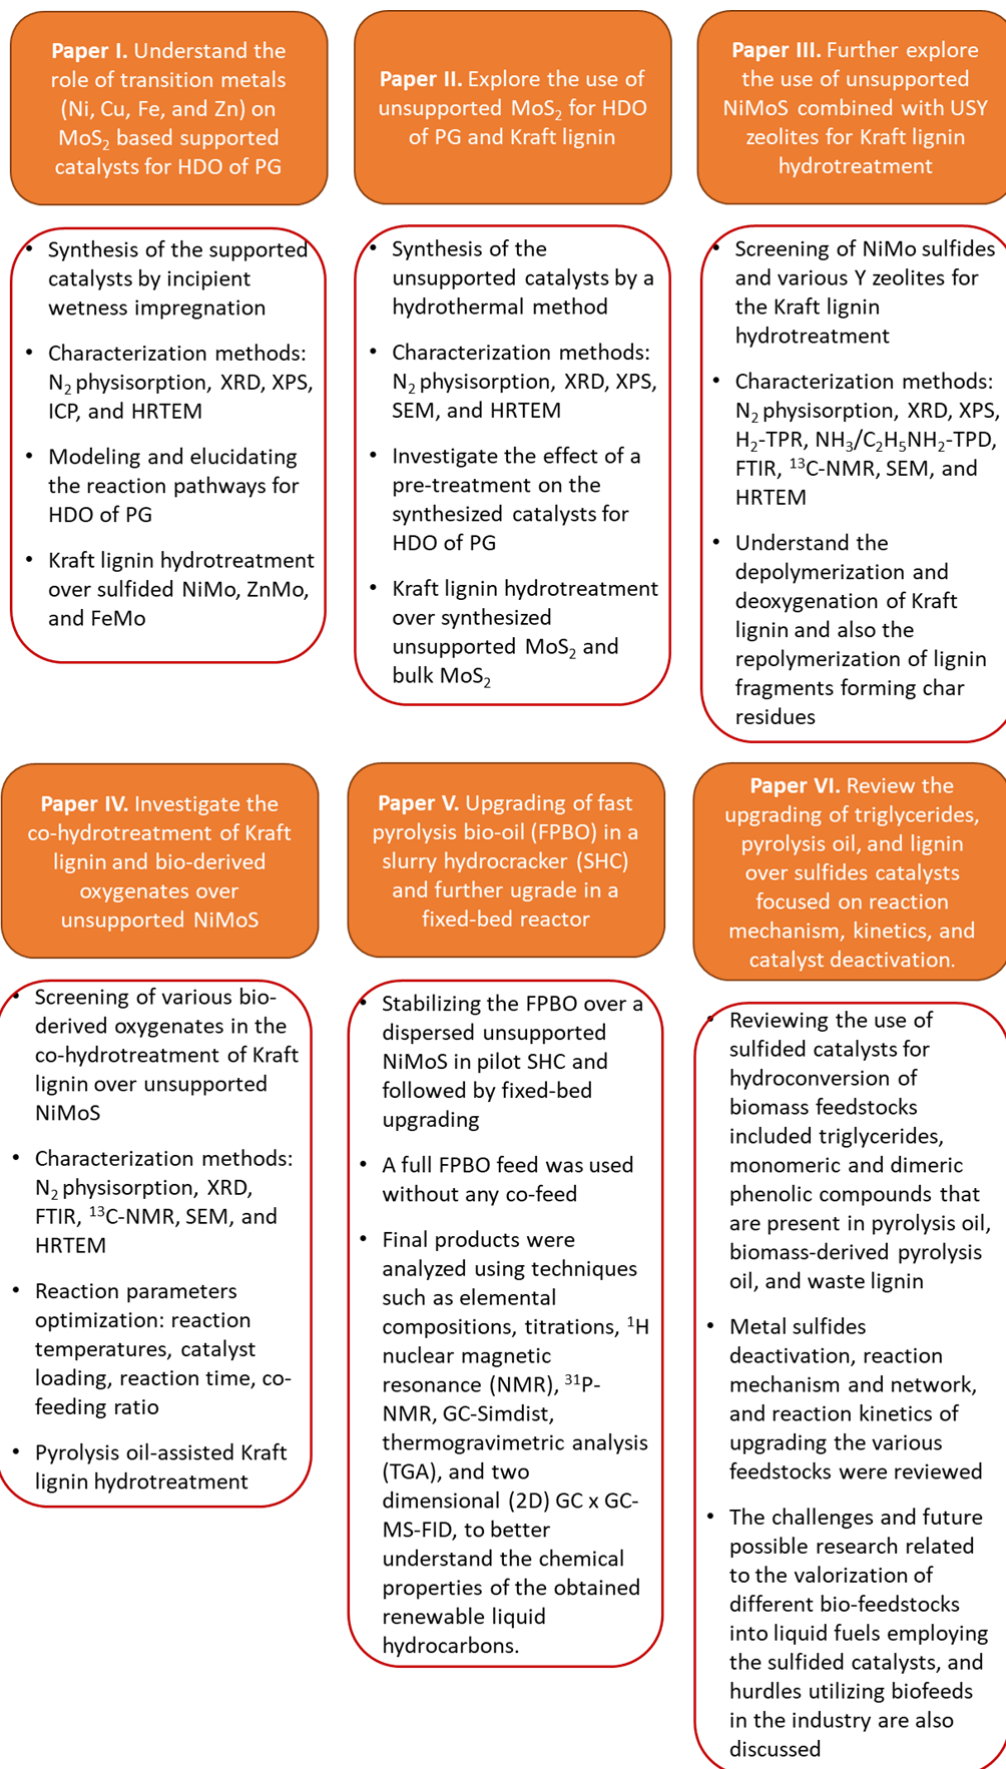 Paper I. Understand the
role of transition metals
(Ni, Cu, Fe, and Zn) on
MoS2 based supported
catalysts for HDO of PG
• Synthesis of the supported
catalysts by incipient
wetness impregnation
• Characterization methods:
N2 physisorption, XRD, XPS,
ICP, and HRTEM
• Modeling and elucidating
the reaction pathways for
HDO of PG
• Kraft lignin hydrotreatment
over sulfided NiMo, ZnMo,
and FeMo
Paper II. Explore the use of
unsupported MoS2 for HDO
of PG and Kraft lignin
• Synthesis of the
unsupported catalysts by a
hydrothermal method
• Characterization methods:
N2 physisorption, XRD, XPS,
SEM, and HRTEM
• Investigate the effect of a
pre-treatment on the
synthesized catalysts for
HDO of PG
• Kraft lignin hydrotreatment
over synthesized
unsupported MoS2 and
bulk MoS2
Paper III. Further explore
the use of unsupported
NiMoS combined with USY
zeolites for Kraft lignin
hydrotreatment
• Screening of NiMo sulfides
and various Y zeolites for
the Kraft lignin
hydrotreatment
• Characterization methods:
N2 physisorption, XRD, XPS,
H2-TPR, NH3/C2H5NH2-TPD,
FTIR, 13C-NMR, SEM, and
HRTEM
• Understand the
depolymerization and
deoxygenation of Kraft
lignin and also the
repolymerization of lignin
fragments forming char
residues
Paper IV. Investigate the
co-hydrotreatment of Kraft
lignin and bio-derived
oxygenates over
unsupported NiMoS
• Screening of various bio-
derived oxygenates in the
co-hydrotreatment of Kraft
lignin over unsupported
NiMoS
• Characterization methods:
N2 physisorption, XRD,
FTIR, 13C-NMR, SEM, and
HRTEM
• Reaction parameters
optimization: reaction
temperatures, catalyst
loading, reaction time, co-
feeding ratio
• Pyrolysis oil-assisted Kraft
lignin hydrotreatment
Paper V. Upgrading of fast
pyrolysis bio-oil (FPBO) in a
slurry hydrocracker (SHC)
and further ugrade in a
fixed-bed reactor
• Stabilizing the FPBO over a
dispersed unsupported
NiMoS in pilot SHC and
followed by fixed-bed
upgrading
• A full FPBO feed was used
without any co-feed
• Final products were
analyzed using techniques
such as elemental
compositions, titrations, 1H
nuclear magnetic
resonance (NMR), 31P-
NMR, GC-Simdist,
thermogravimetric analysis
(TGA), and two
dimensional (2D) GC x GC-
MS-FID, to better
understand the chemical
properties of the obtained
renewable liquid
hydrocarbons.
Paper VI. Review the
upgrading of triglycerides,
pyrolysis oil, and lignin
over sulfides catalysts
focused on reaction
mechanism, kinetics, and
catalyst deactivation.
• Reviewing the use of
sulfided catalysts for
hydroconversion of
biomass feedstocks
included triglycerides,
monomeric and dimeric
phenolic compounds that
are present in pyrolysis oil,
biomass-derived pyrolysis
oil, and waste lignin
• Metal sulfides
deactivation, reaction
mechanism and network,
and reaction kinetics of
upgrading the various
feedstocks were reviewed
• The challenges and future
possible research related
to the valorization of
different bio-feedstocks
into liquid fuels employing
the sulfided catalysts, and
hurdles utilizing biofeeds
in the industry are also
discussed